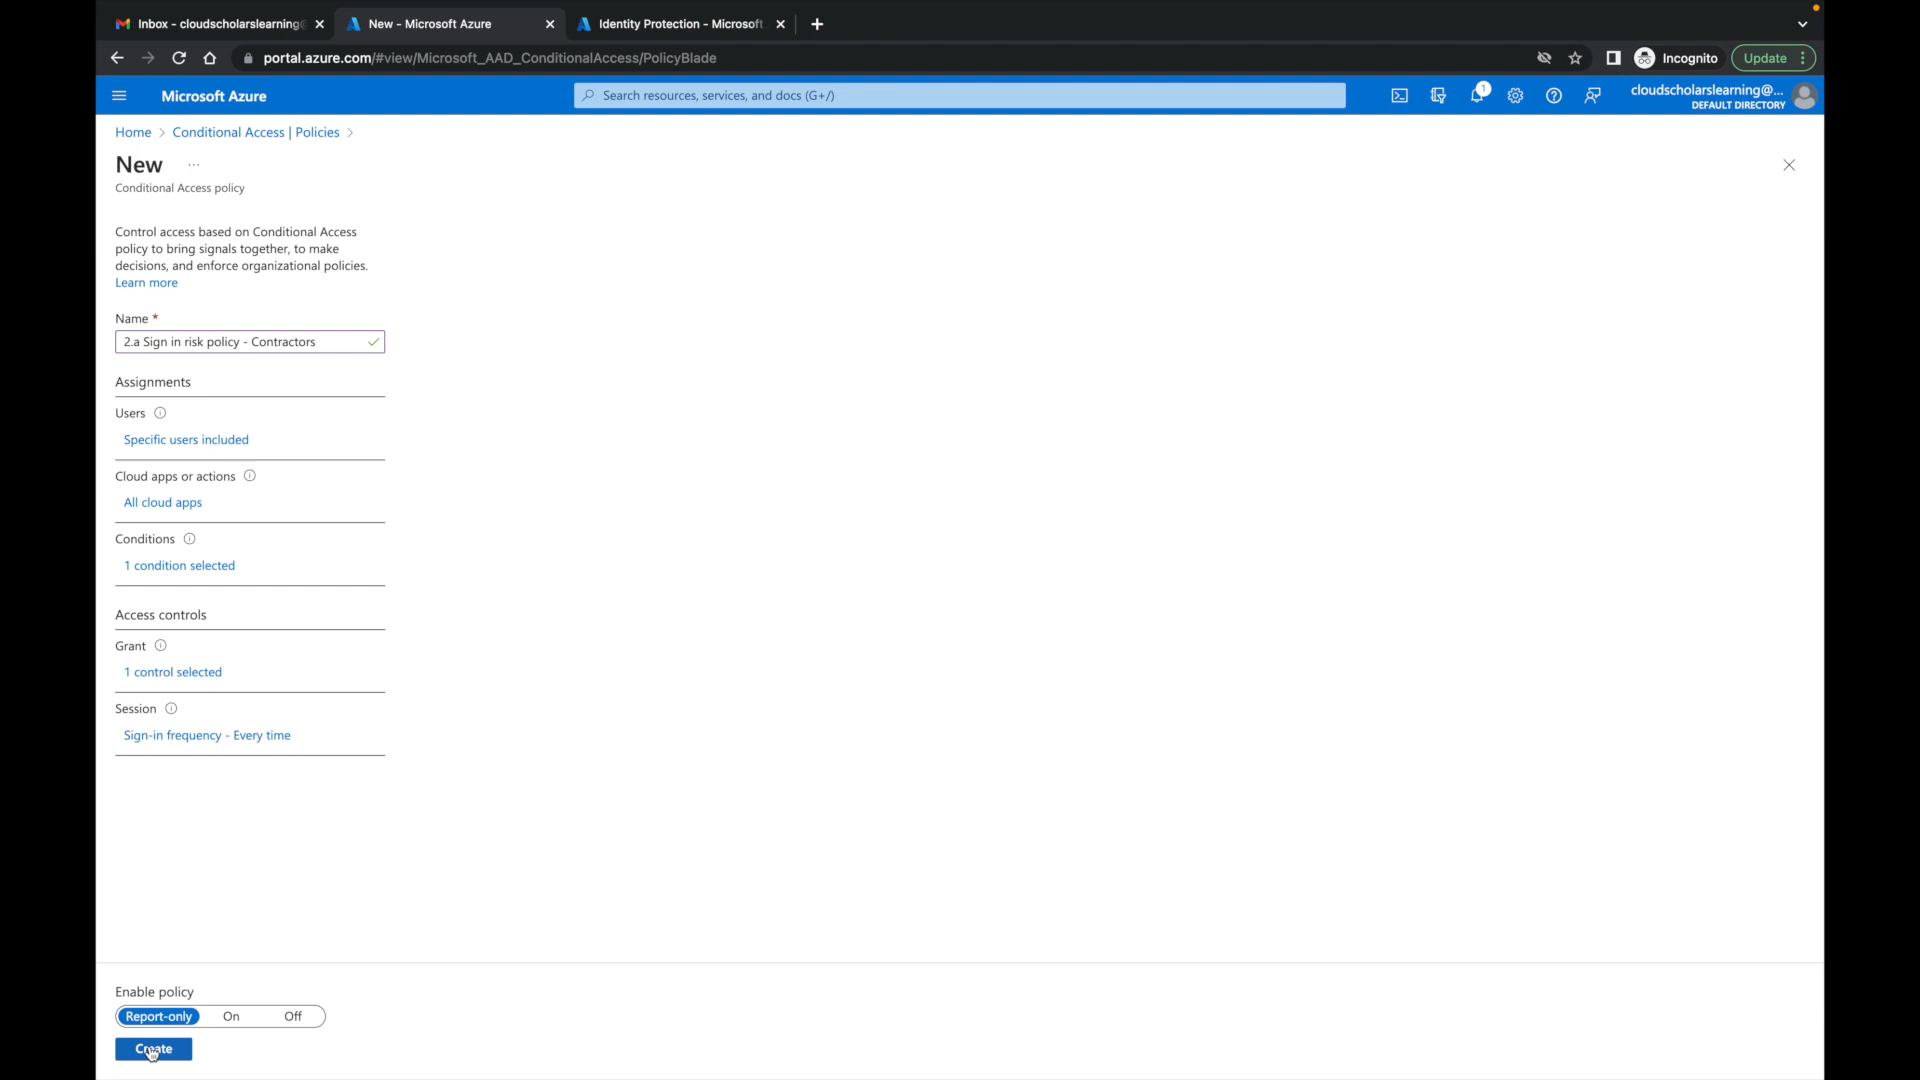 Inbox - cloudscholarslearning@
New - Microsoft Azure
Identity Protection - Microsoft
portal.azure.com/#view/Microsoft_AAD_ConditionalAccess/PolicyBlade
Incognito
Update
Microsoft Azure
Search resources, services, and docs (G+/)
1
cloudscholarslearning@...
DEFAULT DIRECTORY
Home > Conditional Access | Policies >
New ...
Conditional Access policy
Control access based on Conditional Access
policy to bring signals together, to make
decisions, and enforce organizational policies.
Learn more
Name *
2.a Sign in risk policy - Contractors
Assignments
Users
Specific users included
Cloud apps or actions
All cloud apps
Conditions
1 condition selected
Access controls
Grant
1 control selected
Session
Sign-in frequency - Every time
Enable policy
Report-only On Off
Create